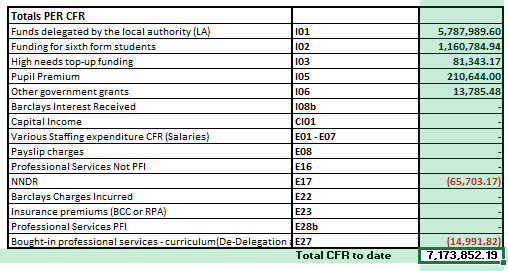 Totals PER CFR
Funds delegated by the local authority (LA) I01 5,787,989.60
Funding for sixth form students I02 1,160,784.94
High needs top-up funding I03 81,343.17
Pupil Premium I05 210,644.00
Other government grants I06 13,785.48
Barclays Interest Received I08b -
Capital Income CI01 -
Various Staffing expenditure CFR (Salaries) E01 - E07 -
Payslip charges E08 -
Professional Services Not PFI E16 -
NNDR E17 (65,703.17)
Barclays Charges Incurred E22 -
Insurance premiums (BCC or RPA) E23 -
Professional Services PFI E28b -
Bought-in professional services - curriculum(De-Delegation E27 (14,991.82)
Total CFR to date 7,173,852.19